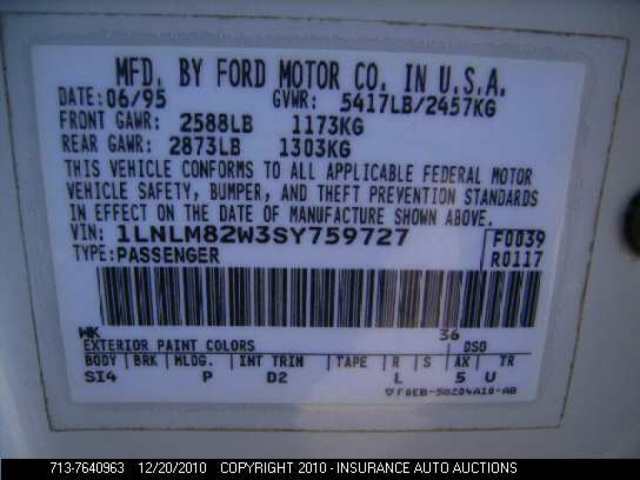 MFD. BY FORD MOTOR CO. IN U.S.A.
DATE: 06/95 GVWR: 5417LB/2457KG
FRONT GAWR: 2588LB 1173KG
REAR GAWR: 2873LB 1303KG
THIS VEHICLE CONFORMS TO ALL APPLICABLE FEDERAL MOTOR
VEHICLE SAFETY, BUMPER, AND THEFT PREVENTION STANDARDS
IN EFFECT ON THE DATE OF MANUFACTURE SHOWN ABOVE.
VIN: 1LNLM82W3SY759727 F0039
TYPE: PASSENGER R0117
WK 36
EXTERIOR PAINT COLORS DSO
BODY BRK MLDG. INT TRIM TAPE R S AX TR
SI4 P D2 L 5 U
713-7640963 12/20/2010 COPYRIGHT 2010 - INSURANCE AUTO AUCTIONS